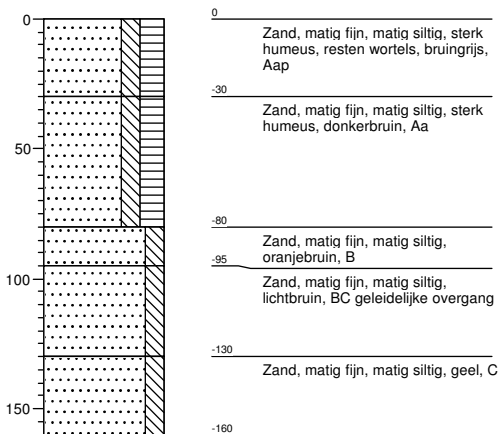 0
0
Zand, matig fijn, matig siltig, sterk
humeus, resten wortels, bruingrijs,
Aap
-30
Zand, matig fijn, matig siltig, sterk
humeus, donkerbruin, Aa
50
-80
Zand, matig fijn, matig siltig,
oranjebruin, B
-95
Zand, matig fijn, matig siltig,
lichtbruin, BC geleidelijke overgang
100
-130
Zand, matig fijn, matig siltig, geel, C
150
-160